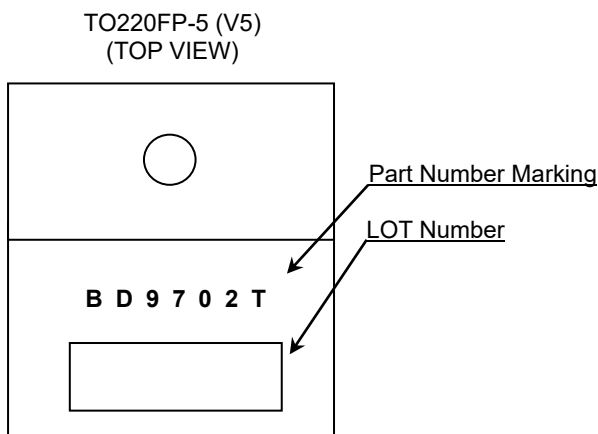 TO220FP-5 (V5)
(TOP VIEW)
Part Number Marking
LOT Number
B D 9 7 0 2 T